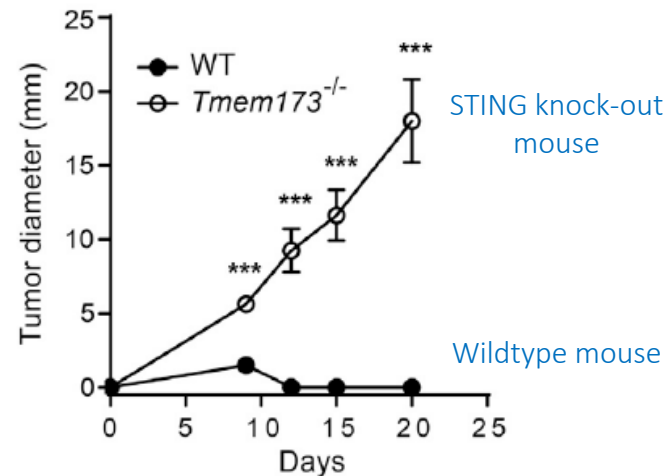 Tumor diameter (mm)
25
20
15
10
5
0
WT
Tmem173-/-
***
***
***
***
STING knock-out
mouse
Wildtype mouse
0 5 10 15 20 25
Days